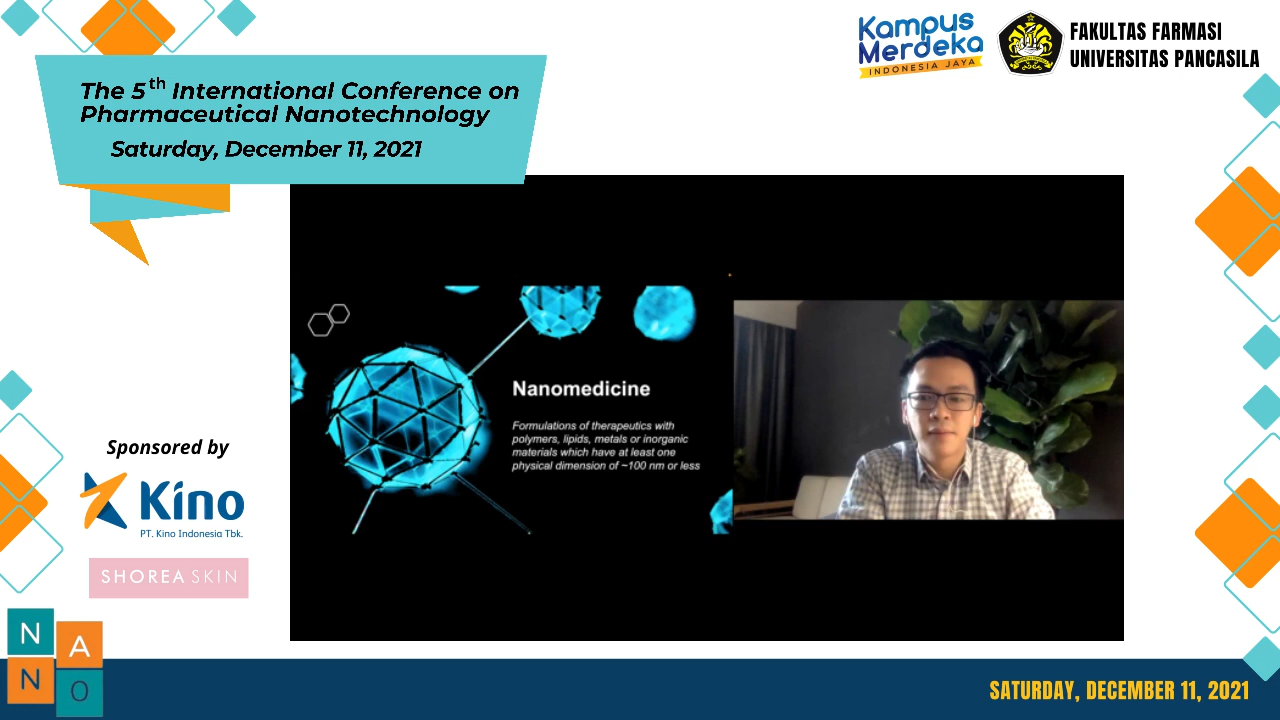 Kampus
Merdeka
INDONESIA JAYA
FAKULTAS FARMASI
UNIVERSITAS PANCASILA
The 5th International Conference on
Pharmaceutical Nanotechnology
Saturday, December 11, 2021
Nanomedicine
Formulations of therapeutics with
polymers, lipids, metals or inorganic
materials which have at least one
physical dimension of ~100 nm or less
Sponsored by
Kino
PT. Kino Indonesia Tbk.
SHOREA SKIN
N
A
N
O
SATURDAY, DECEMBER 11, 2021